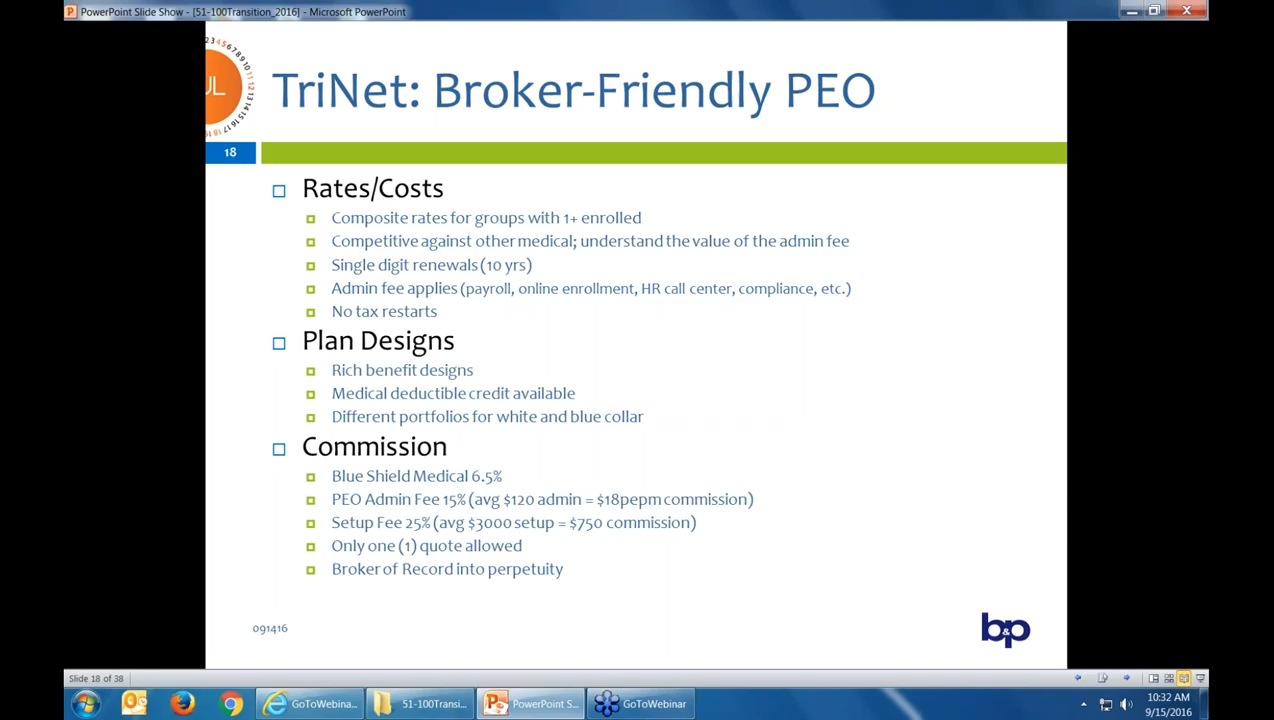 PowerPoint Slide Show - [51-100Transition_2016] - Microsoft PowerPoint
TriNet: Broker-Friendly PEO
18
Rates/Costs
Composite rates for groups with 1+ enrolled
Competitive against other medical; understand the value of the admin fee
Single digit renewals (10 yrs)
Admin fee applies (payroll, online enrollment, HR call center, compliance, etc.)
No tax restarts
Plan Designs
Rich benefit designs
Medical deductible credit available
Different portfolios for white and blue collar
Commission
Blue Shield Medical 6.5%
PEO Admin Fee 15% (avg $120 admin = $18pepm commission)
Setup Fee 25% (avg $3000 setup = $750 commission)
Only one (1) quote allowed
Broker of Record into perpetuity
091416
b&p
Slide 18 of 38
GoToWebina...
51-100Transi...
PowerPoint S...
GoToWebinar
10:32 AM
9/15/2016